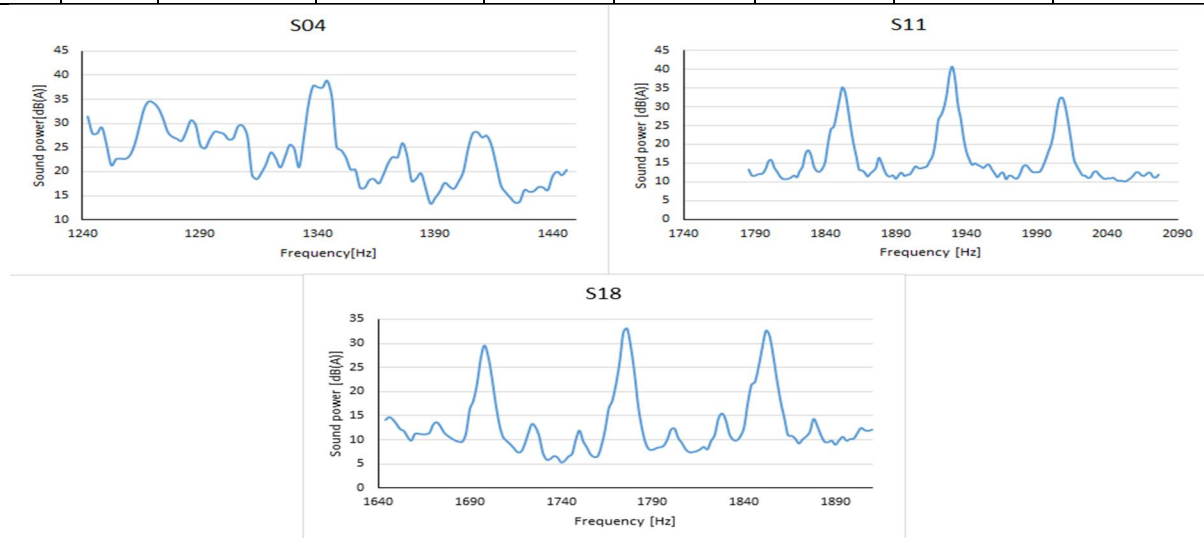 S04
45
40
35
30
25
20
15
10
Sound power[dB(A)]
1240 1290 1340 1390 1440
Frequency[Hz]
S11
45
40
35
30
25
20
15
10
5
0
Sound power [dB(A)]
1740 1790 1840 1890 1940 1990 2040 2090
Frequency [Hz]
S18
35
30
25
20
15
10
5
0
Sound power [dB(A)]
1640 1690 1740 1790 1840 1890
Frequency [Hz]